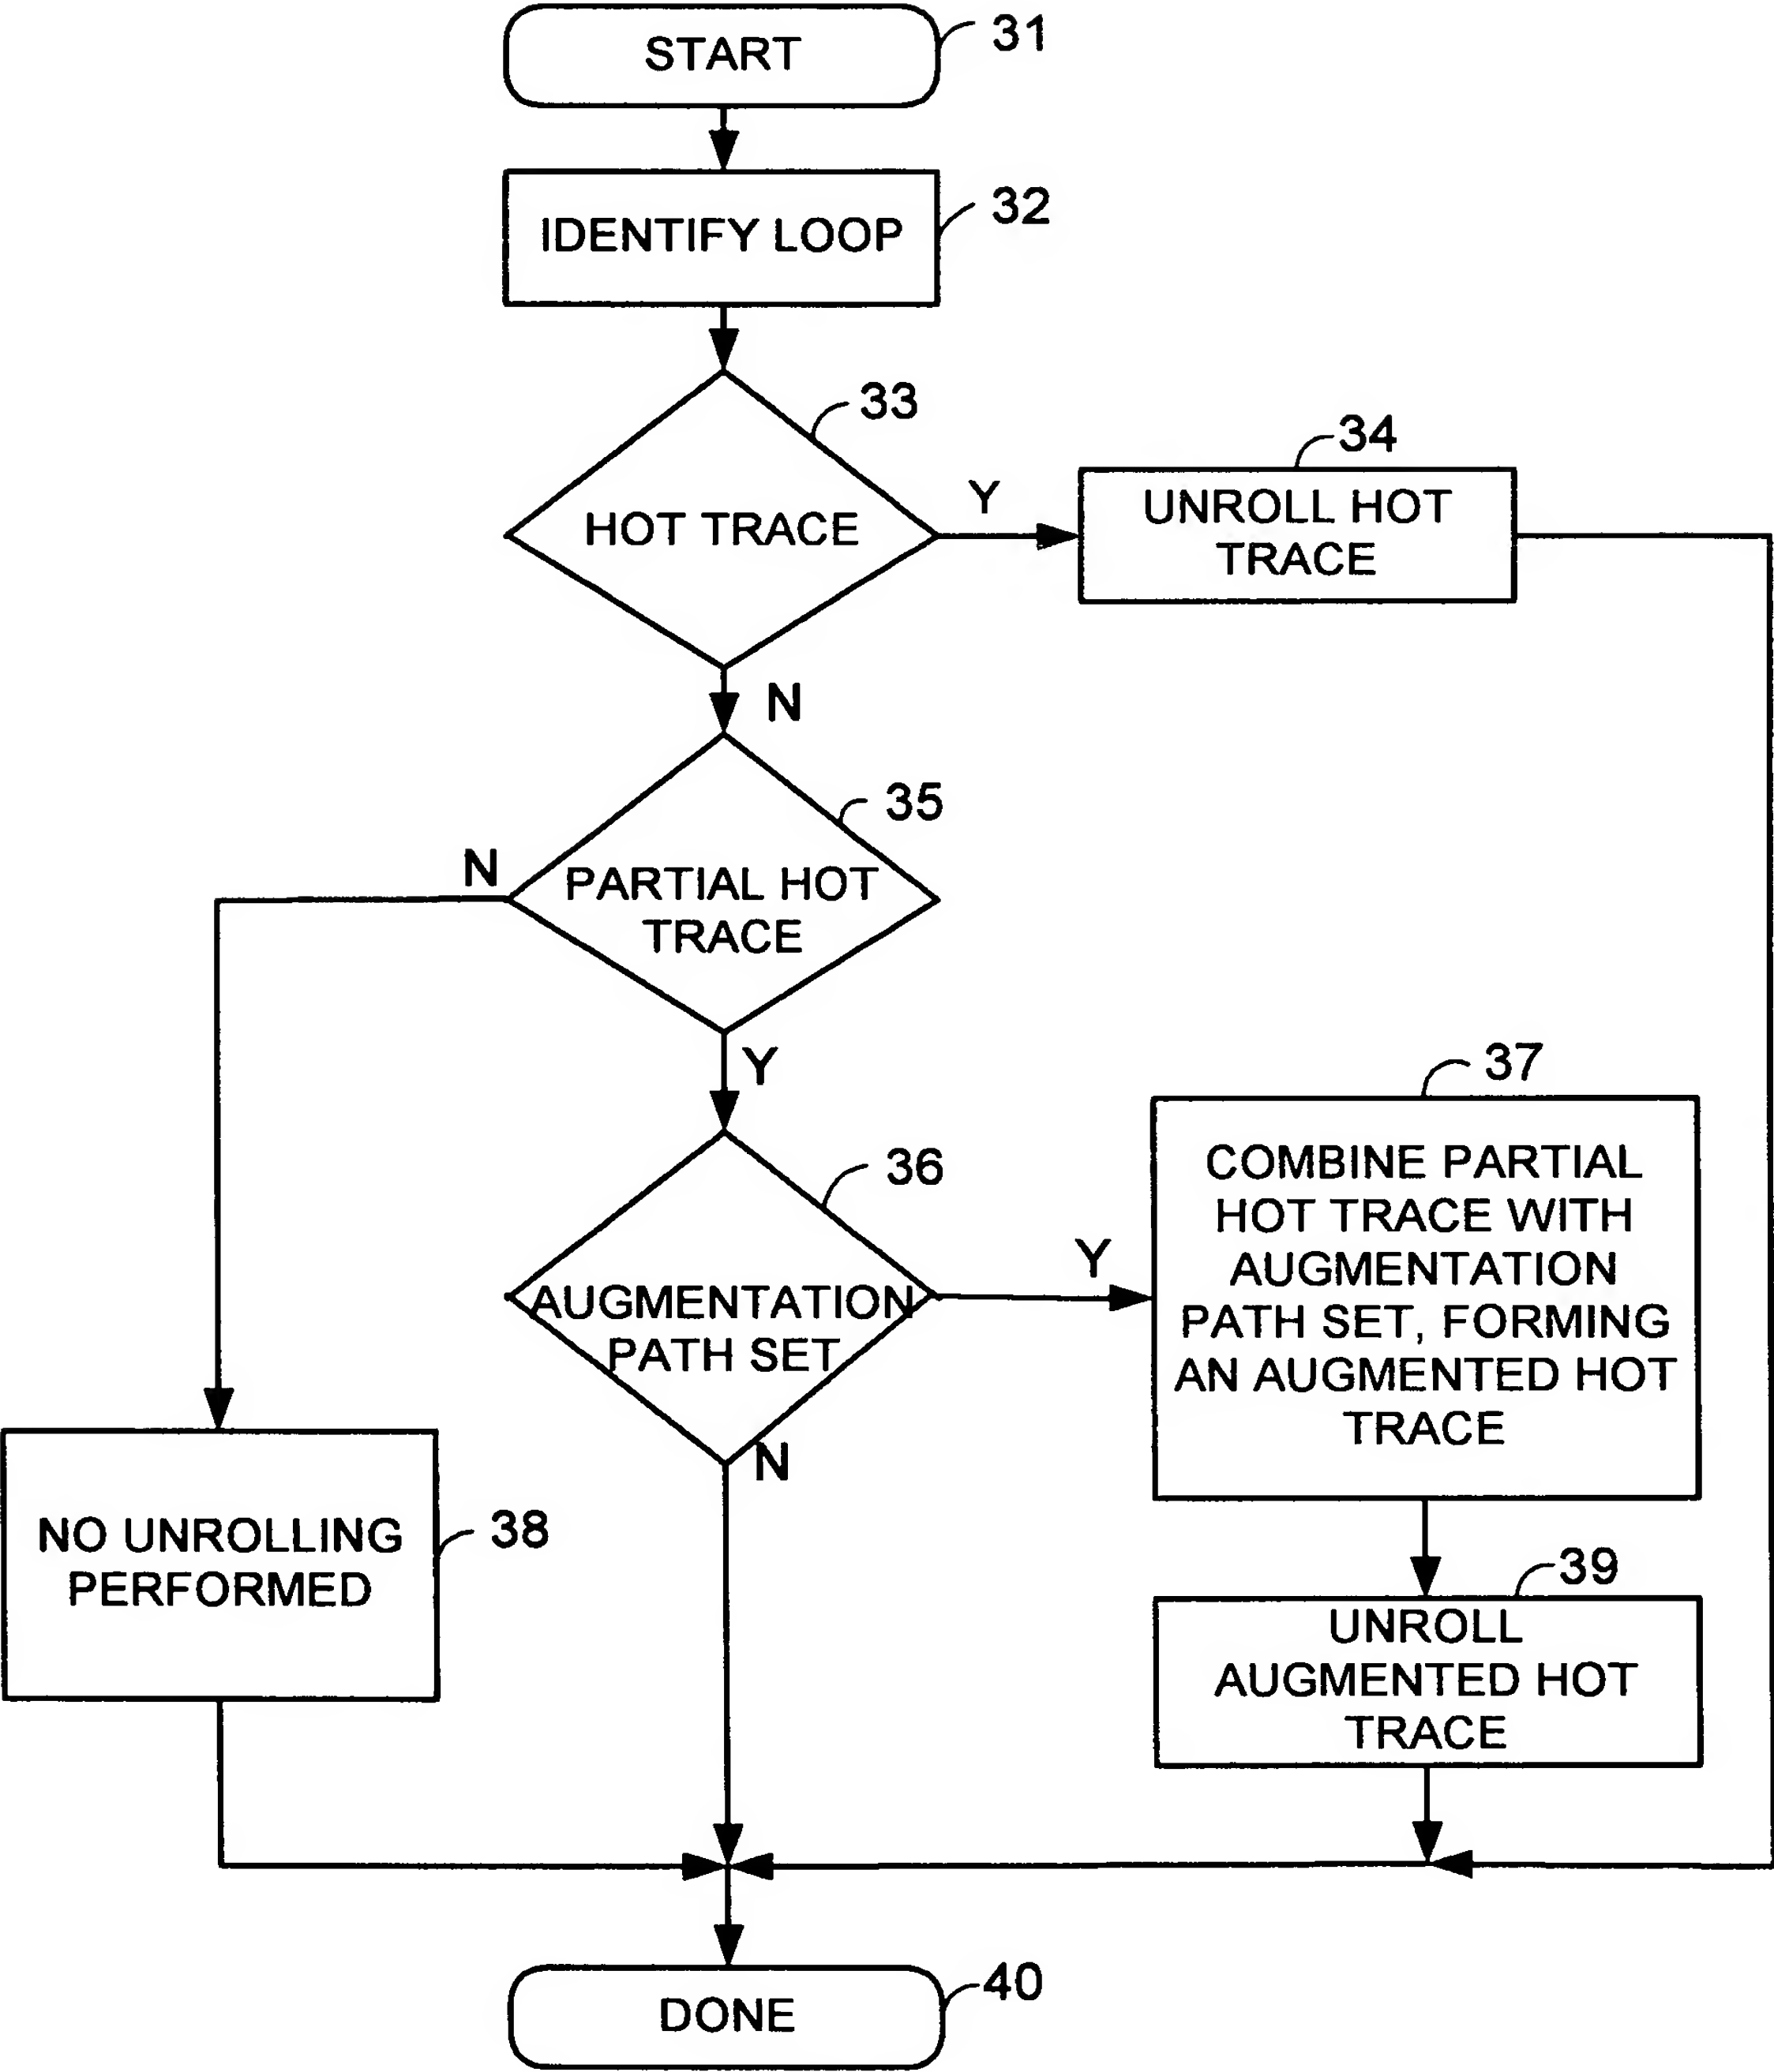 START
31
IDENTIFY LOOP
32
33
HOT TRACE
Y
34
UNROLL HOT
TRACE
N
35
N
PARTIAL HOT
TRACE
Y
36
AUGMENTATION
PATH SET
Y
37
COMBINE PARTIAL
HOT TRACE WITH
AUGMENTATION
PATH SET, FORMING
AN AUGMENTED HOT
TRACE
N
NO UNROLLING
PERFORMED
38
39
UNROLL
AUGMENTED HOT
TRACE
DONE
40